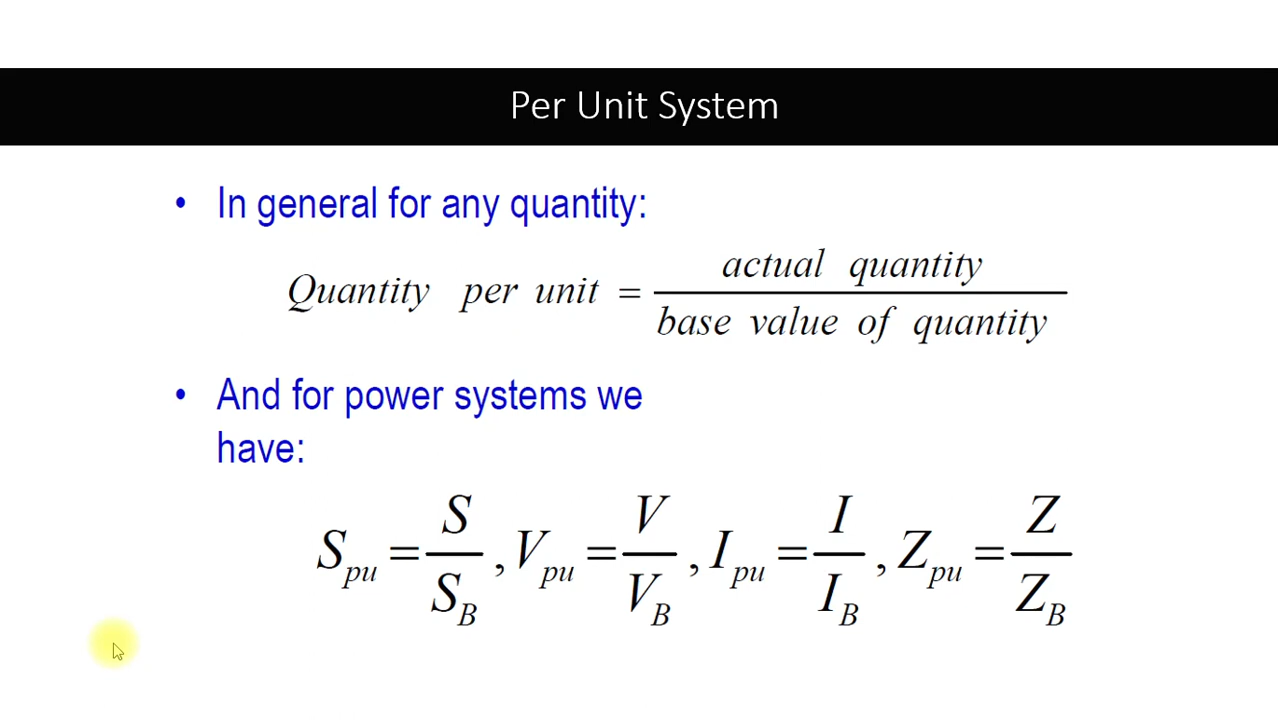 Per Unit System
• In general for any quantity:
Quantity per unit = actual quantity / base value of quantity
• And for power systems we
have:
S_pu = S / S_B , V_pu = V / V_B , I_pu = I / I_B , Z_pu = Z / Z_B